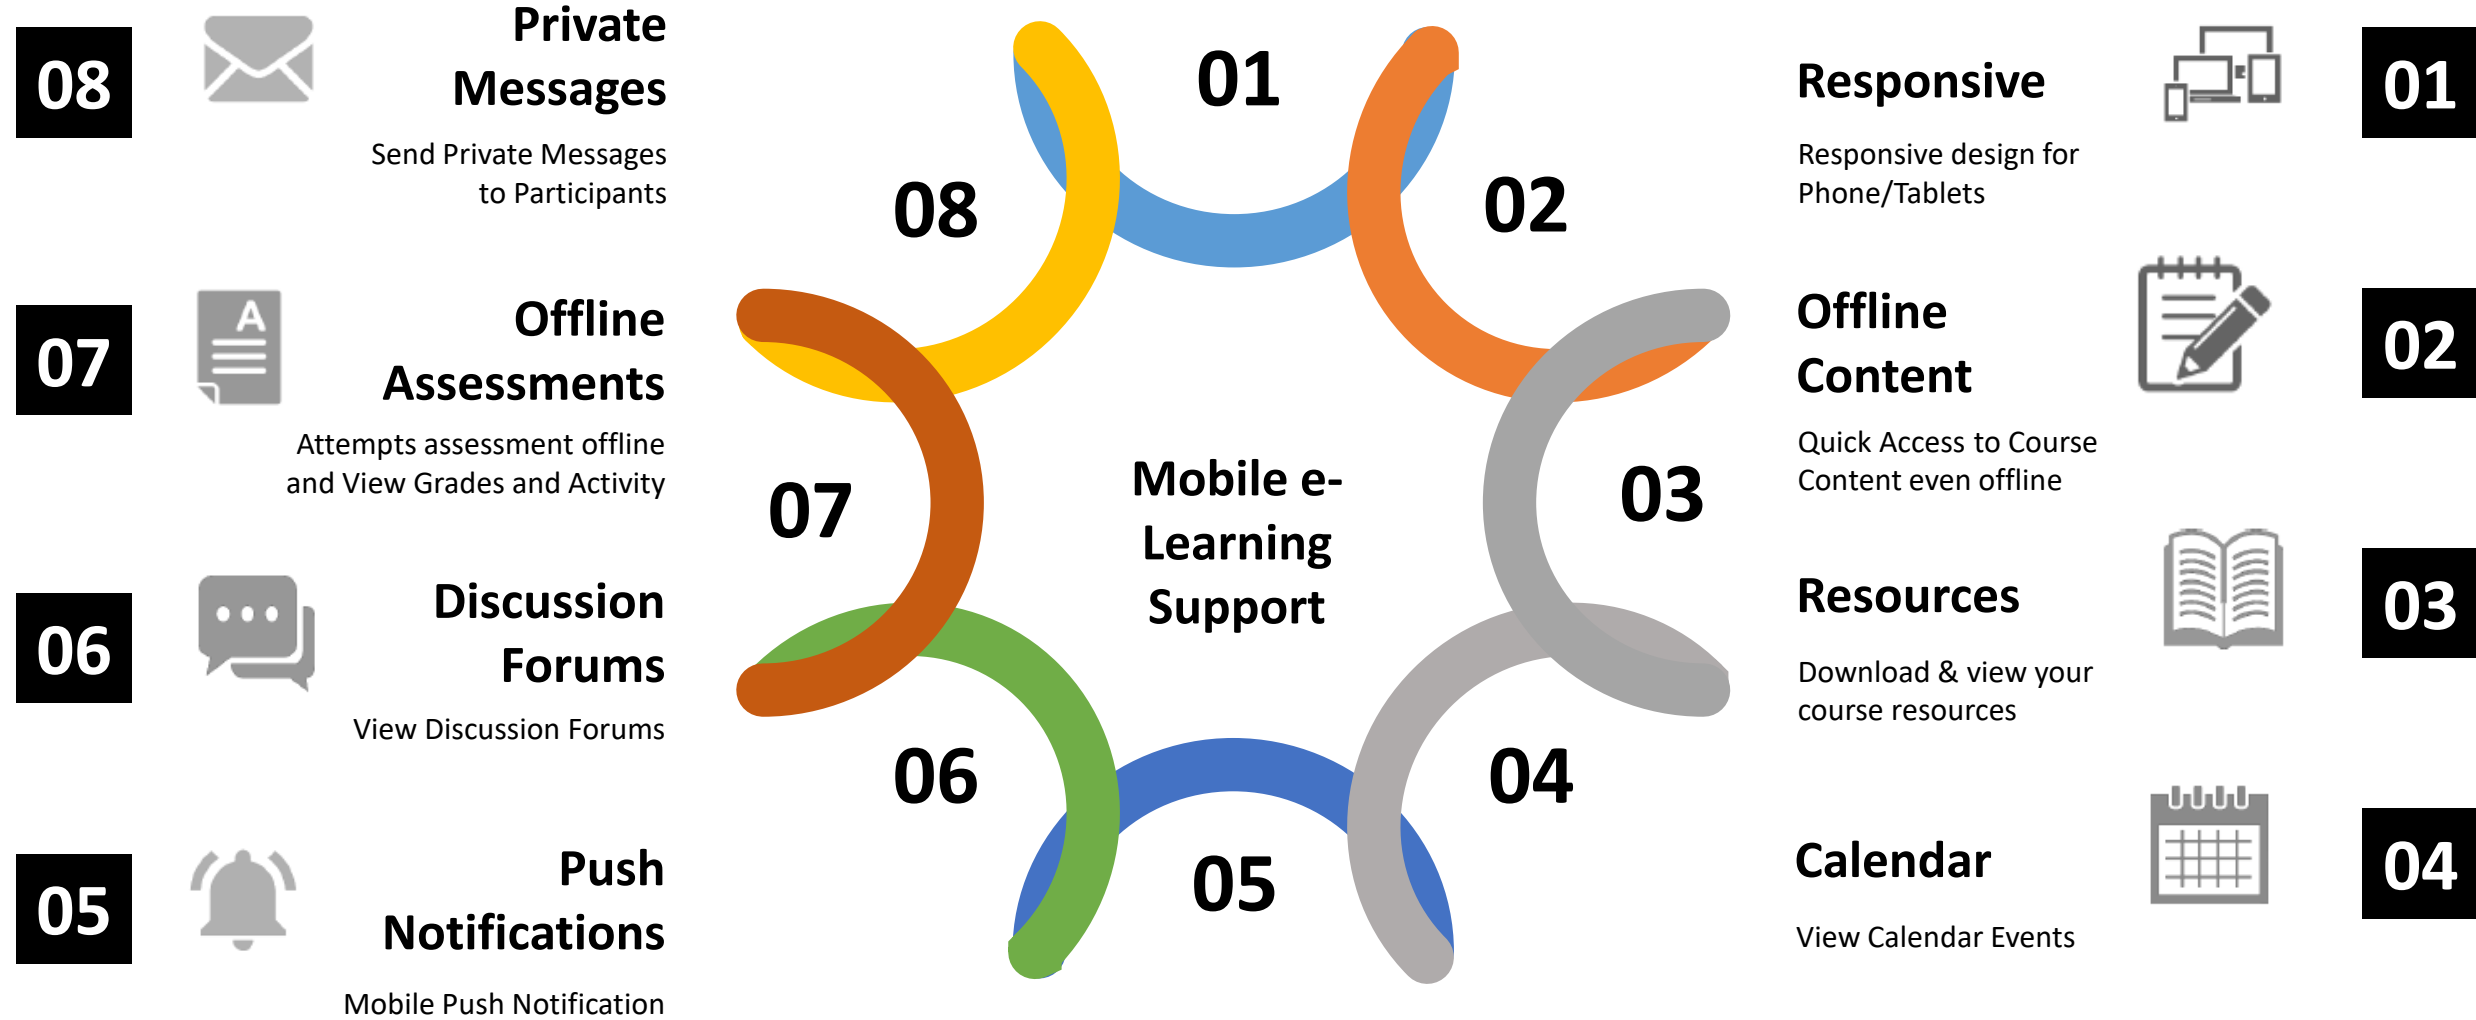 08
Private
Messages
Send Private Messages
to Participants
07
A
Offline
Assessments
Attempts assessment offline
and View Grades and Activity
06
Discussion
Forums
View Discussion Forums
05
Push
Notifications
Mobile Push Notification
01
02
03
04
05
06
07
08
Mobile e-
Learning
Support
Responsive
Responsive design for
Phone/Tablets
01
Offline
Content
Quick Access to Course
Content even offline
02
Resources
Download & view your
course resources
03
Calendar
View Calendar Events
04